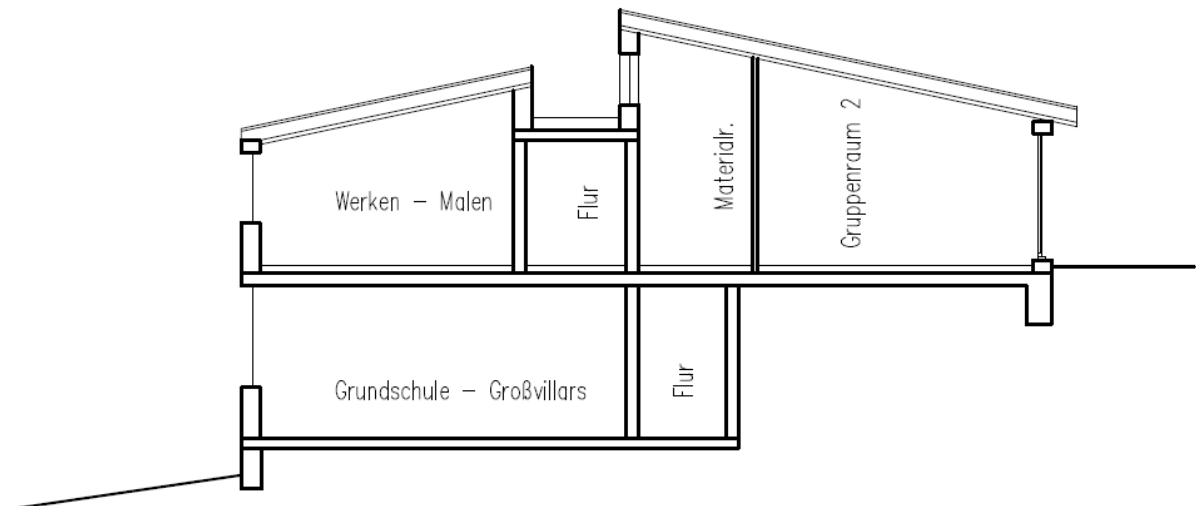 Werken - Malen
Flur
Materialr.
Gruppenraum 2
Grundschule - Großvillars
Flur